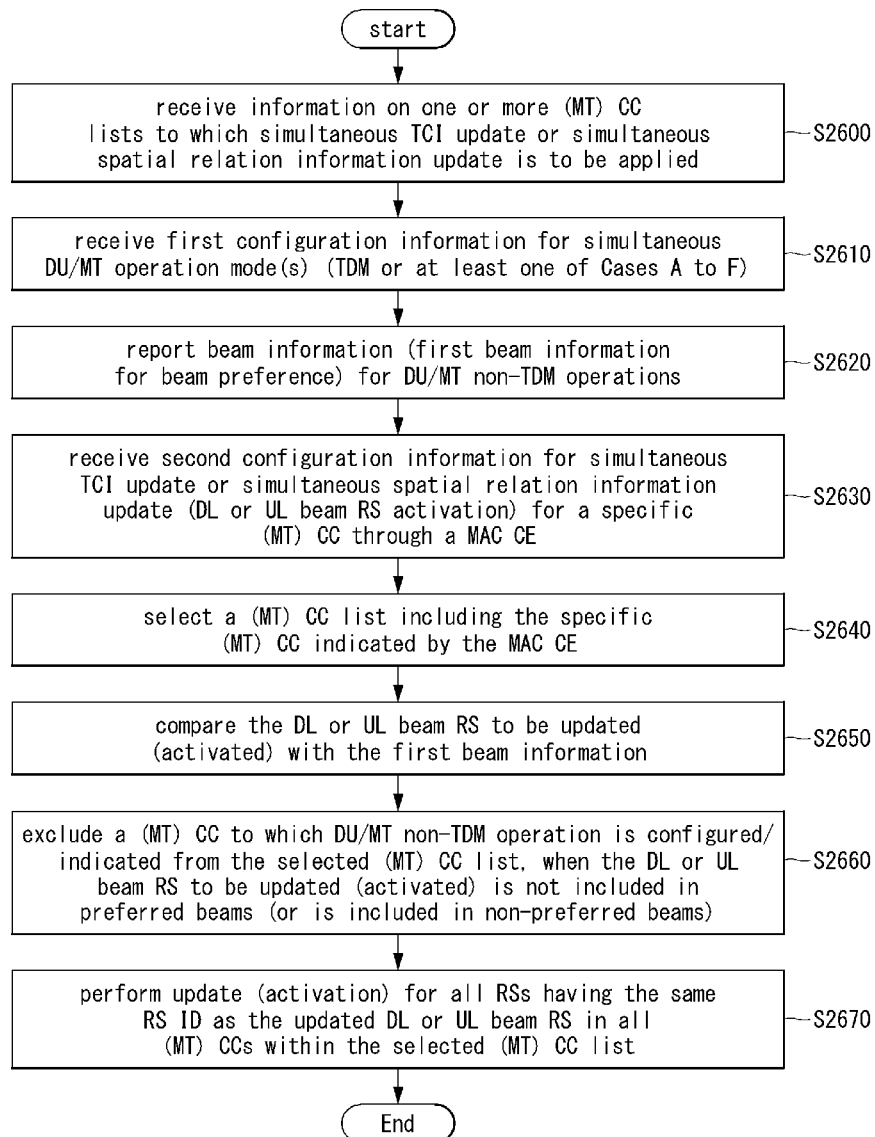 start
receive information on one or more (MT) CC
lists to which simultaneous TCI update or simultaneous
spatial relation information update is to be applied
S2600
receive first configuration information for simultaneous
DU/MT operation mode(s) (TDM or at least one of Cases A to F)
S2610
report beam information (first beam information
for beam preference) for DU/MT non-TDM operations
S2620
receive second configuration information for simultaneous
TCI update or simultaneous spatial relation information
update (DL or UL beam RS activation) for a specific
(MT) CC through a MAC CE
S2630
select a (MT) CC list including the specific
(MT) CC indicated by the MAC CE
S2640
compare the DL or UL beam RS to be updated
(activated) with the first beam information
S2650
exclude a (MT) CC to which DU/MT non-TDM operation is configured/
indicated from the selected (MT) CC list, when the DL or UL
beam RS to be updated (activated) is not included in
preferred beams (or is included in non-preferred beams)
S2660
perform update (activation) for all RSs having the same
RS ID as the updated DL or UL beam RS in all
(MT) CCs within the selected (MT) CC list
S2670
End